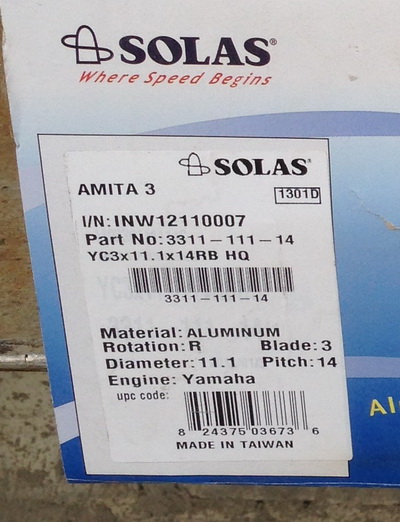 SOLAS®
Where Speed Begins
SOLAS®
AMITA 3
1301D
I/N: INW12110007
Part No: 3311-111-14
YC3x11.1x14RB HQ
3311-111-14
Material: ALUMINUM
Rotation: R Blade: 3
Diameter: 11.1 Pitch: 14
Engine: Yamaha
upc code:
8 24375 03673 6
MADE IN TAIWAN